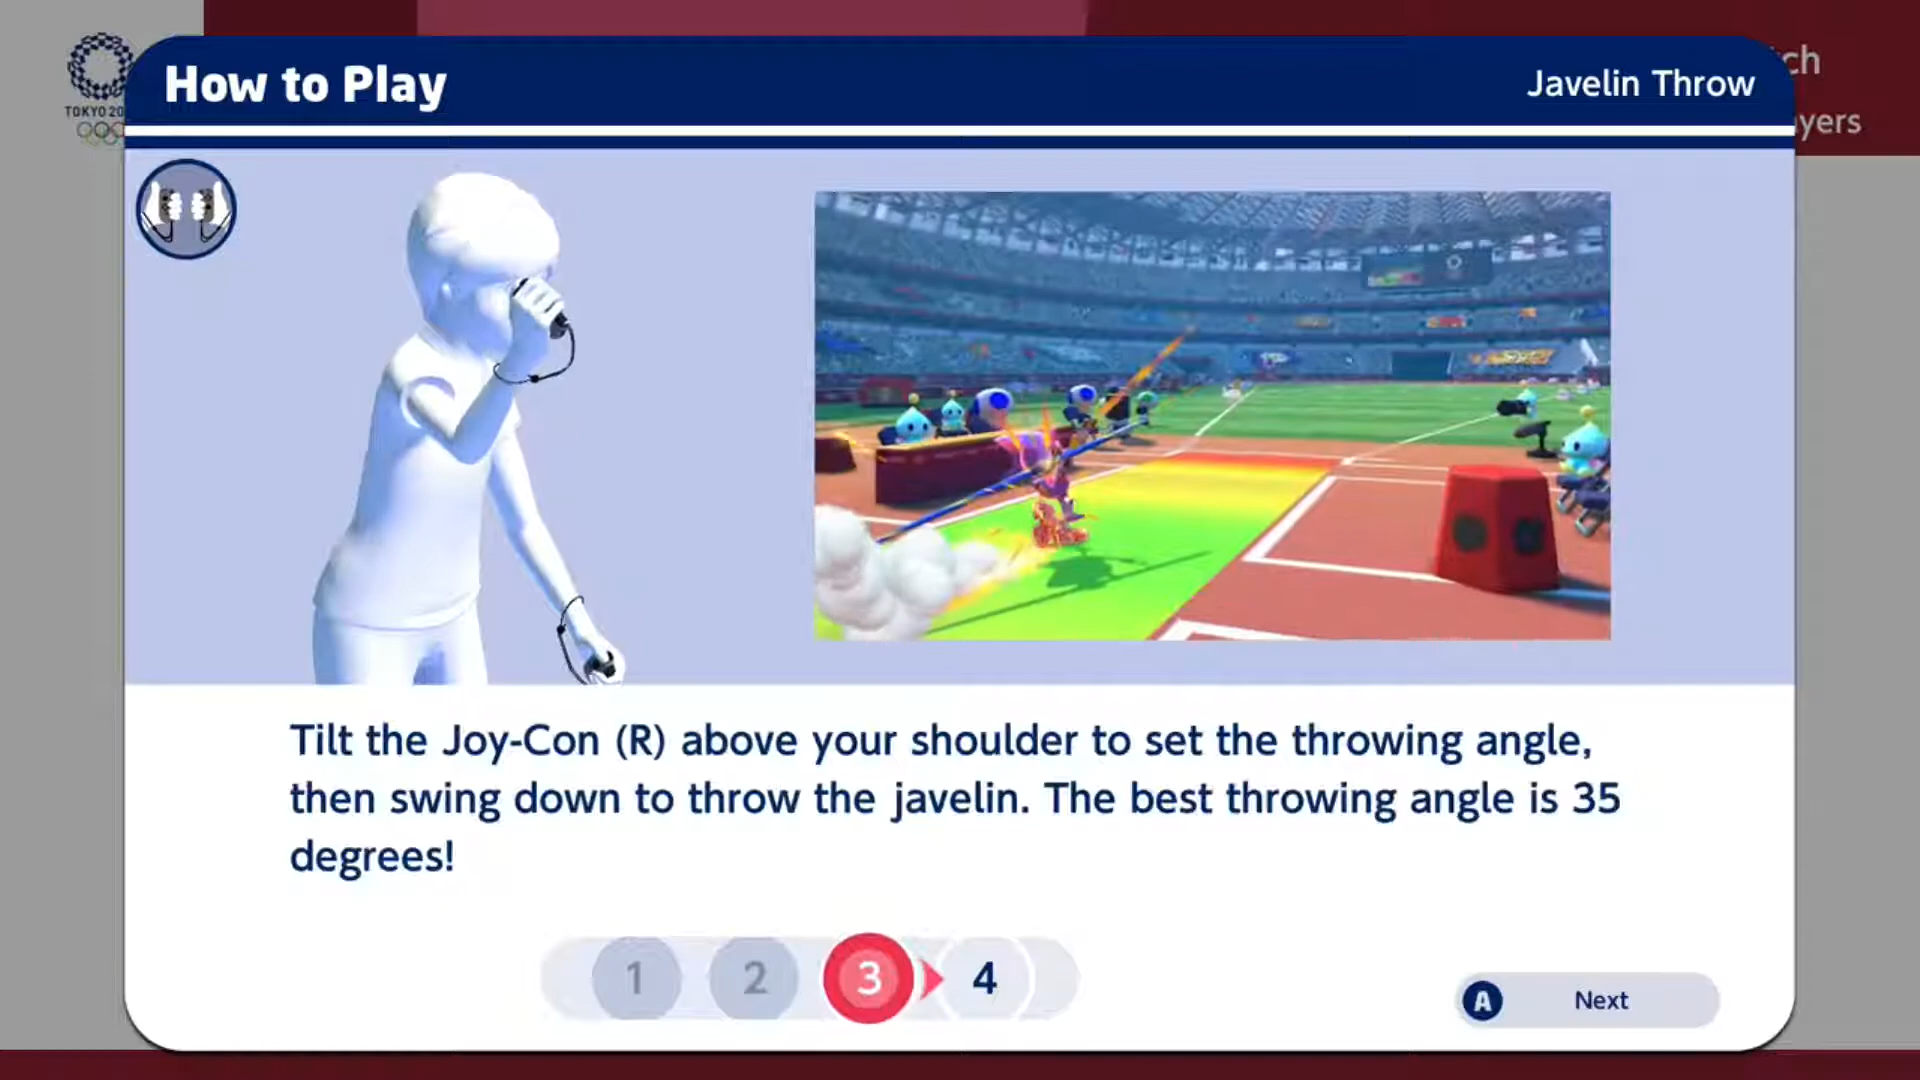 TOKYO 20
How to Play
Javelin Throw
ch
yers
Tilt the Joy-Con (R) above your shoulder to set the throwing angle,
then swing down to throw the javelin. The best throwing angle is 35
degrees!
1 2 3 4
A Next